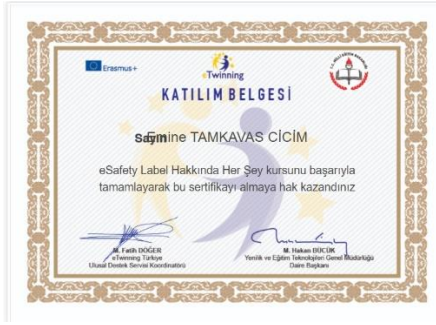 Erasmus+
eTwinning
KATILIM BELGESİ
Sayın Emine TAMKAVAS CİCİM
eSafety Label Hakkında Her Şey kursunu başarıyla
tamamlayarak bu sertifikayı almaya hak kazandınız
M. Fatih DÖĞER
eTwinning Türkiye
Ulusal Destek Servisi Koordinatörü
M. Hakan BÜCÜK
Yenilik ve Eğitim Teknolojileri Genel Müdürlüğü
Daire Başkanı